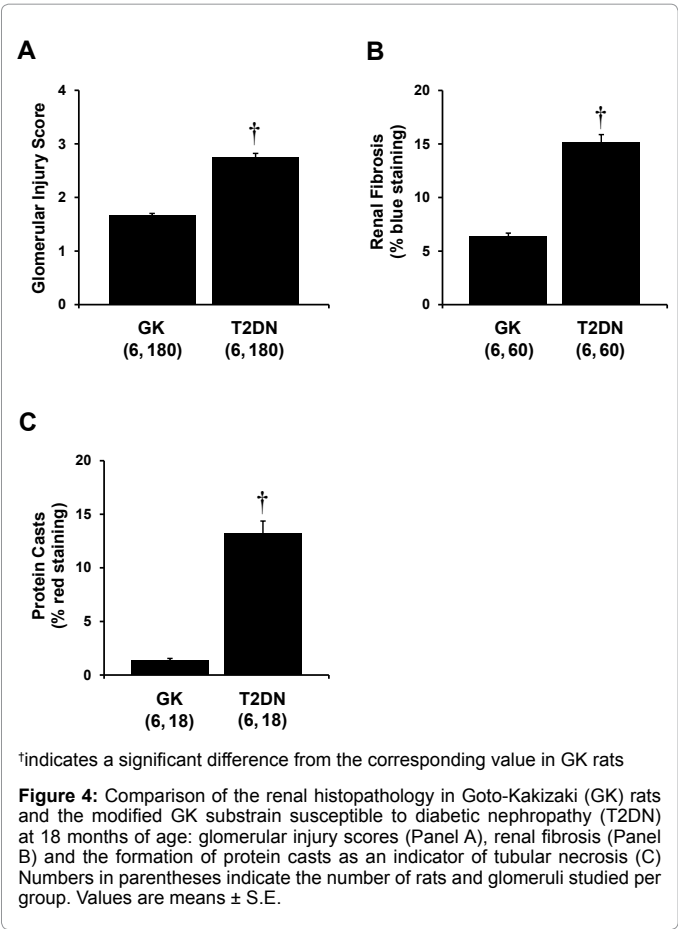 A
Glomerular Injury Score
4
3
2
1
0
†
GK
(6, 180)
T2DN
(6, 180)
B
Renal Fibrosis
(% blue staining)
20
15
10
5
0
†
GK
(6, 60)
T2DN
(6, 60)
C
Protein Casts
(% red staining)
20
15
10
5
0
†
GK
(6, 18)
T2DN
(6, 18)
†indicates a significant difference from the corresponding value in GK rats
Figure 4: Comparison of the renal histopathology in Goto-Kakizaki (GK) rats
and the modified GK substrain susceptible to diabetic nephropathy (T2DN)
at 18 months of age: glomerular injury scores (Panel A), renal fibrosis (Panel
B) and the formation of protein casts as an indicator of tubular necrosis (C)
Numbers in parentheses indicate the number of rats and glomeruli studied per
group. Values are means ± S.E.